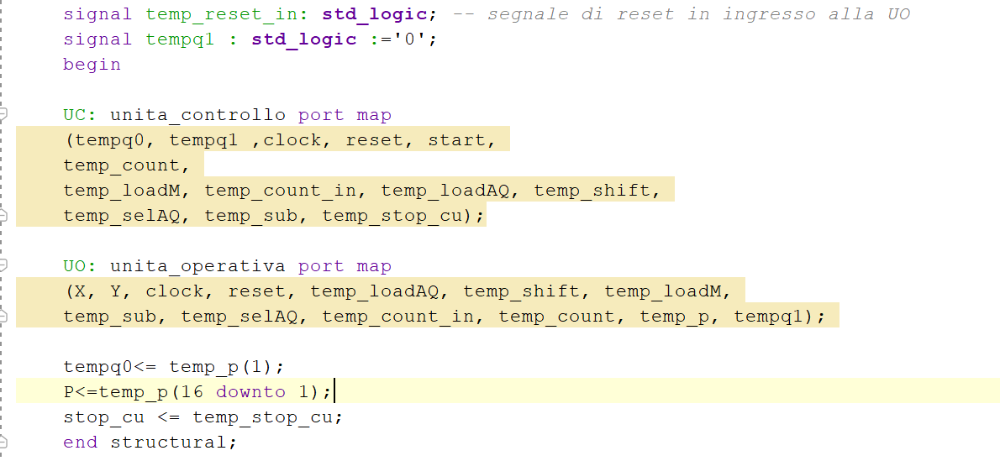 signal temp_reset_in: std_logic; -- segnale di reset in ingresso alla UO
signal tempq1 : std_logic :='0';
begin
UC: unita_controllo port map
(tempq0, tempq1 ,clock, reset, start,
temp_count,
temp_loadM, temp_count_in, temp_loadAQ, temp_shift,
temp_selAQ, temp_sub, temp_stop_cu);
UO: unita_operativa port map
(X, Y, clock, reset, temp_loadAQ, temp_shift, temp_loadM,
temp_sub, temp_selAQ, temp_count_in, temp_count, temp_p, tempq1);
tempq0<= temp_p(1);
P<=temp_p(16 downto 1);
stop_cu <= temp_stop_cu;
end structural;